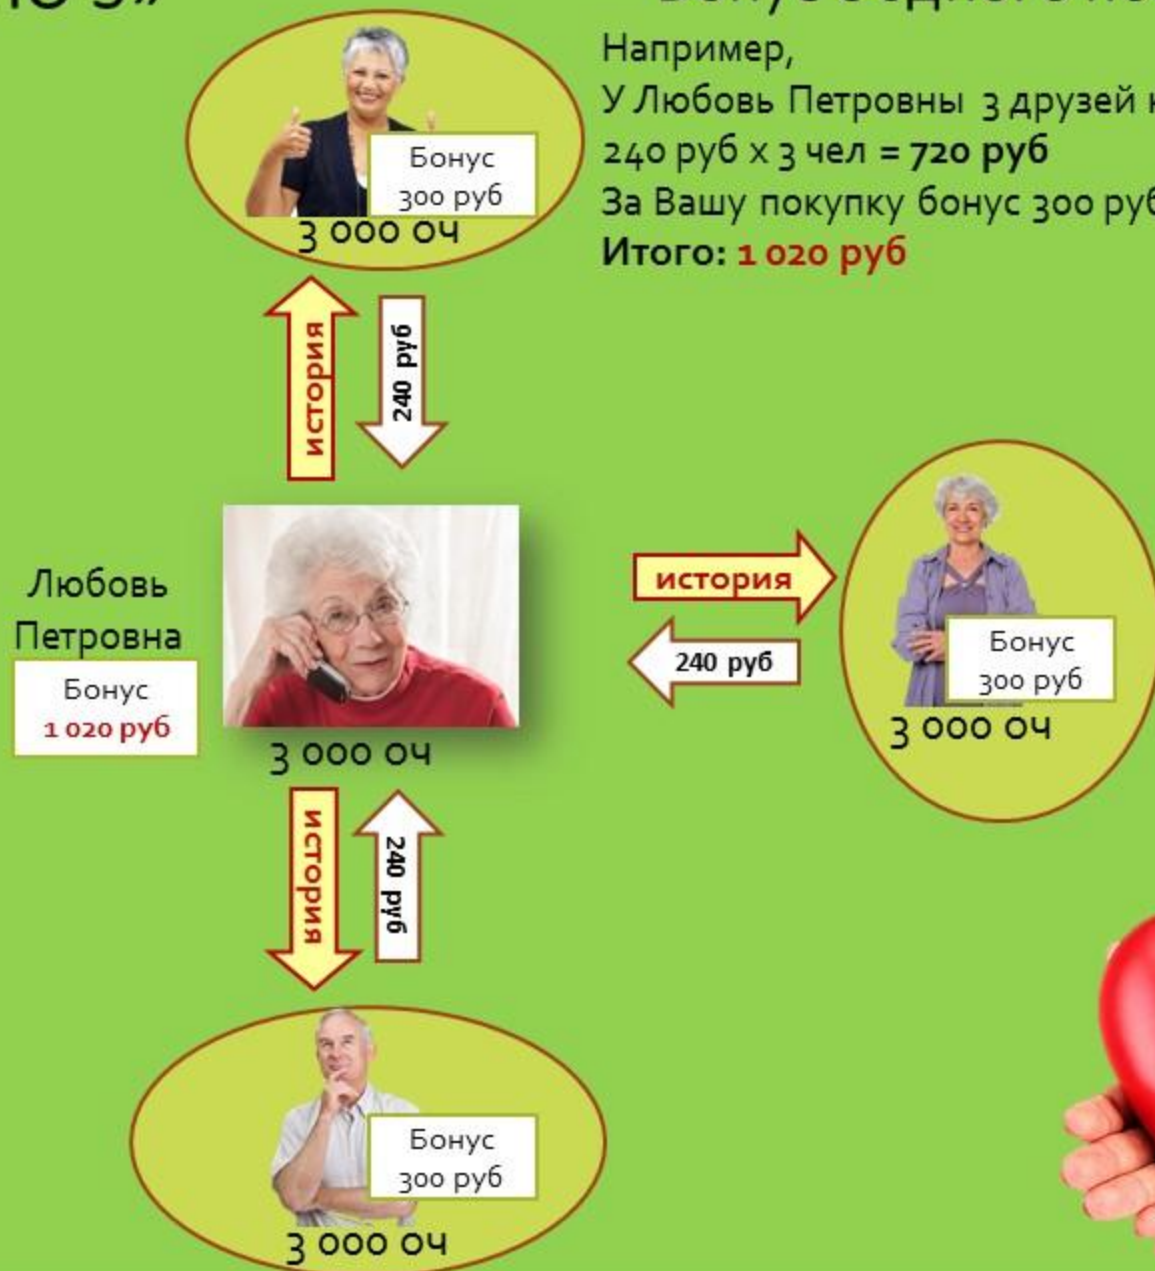 Бонус
300 руб
3 000 ОЧ
Например,
У Любовь Петровны 3 друзей
240 руб х 3 чел = 720 руб
За Вашу покупку бонус 300 руб
Итого: 1 020 руб
история
240 руб
Любовь
Петровна
Бонус
1 020 руб
3 000 ОЧ
история
240 руб
Бонус
300 руб
3 000 ОЧ
история
240 руб
Бонус
300 руб
3 000 ОЧ